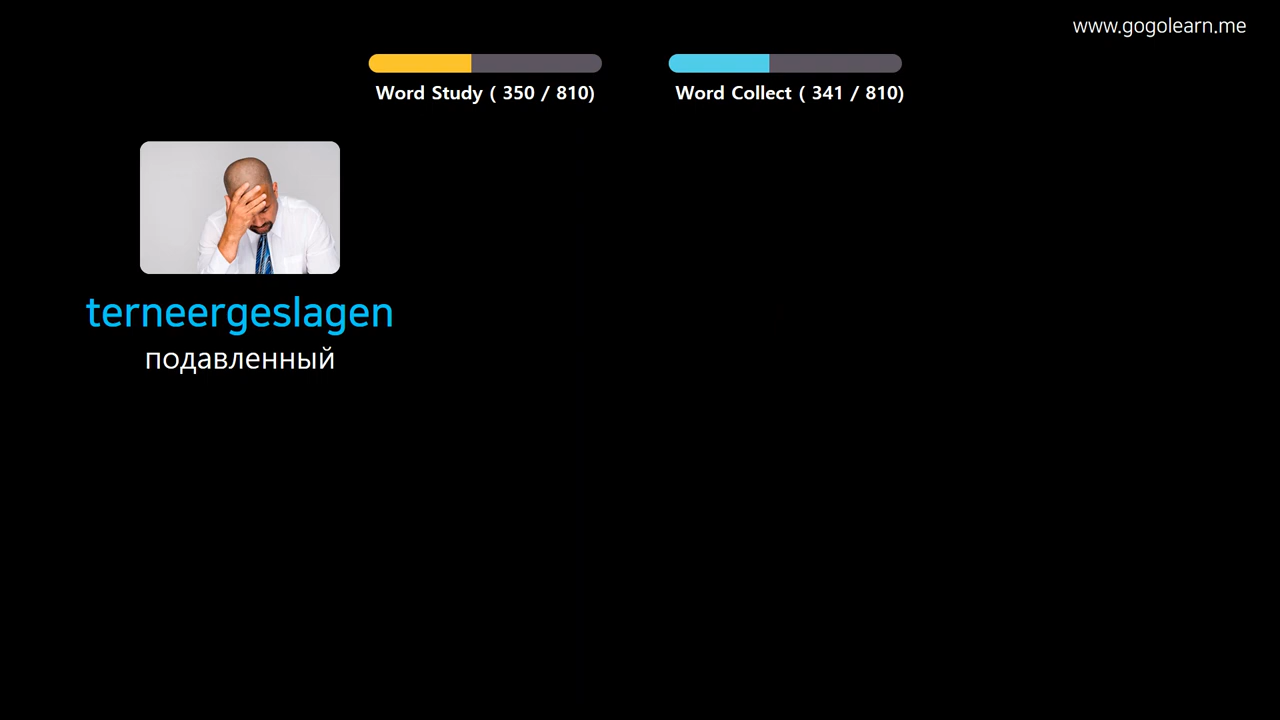 www.gogolearn.me
Word Study ( 350 / 810)
Word Collect ( 341 / 810)
terneergeslagen
подавленный